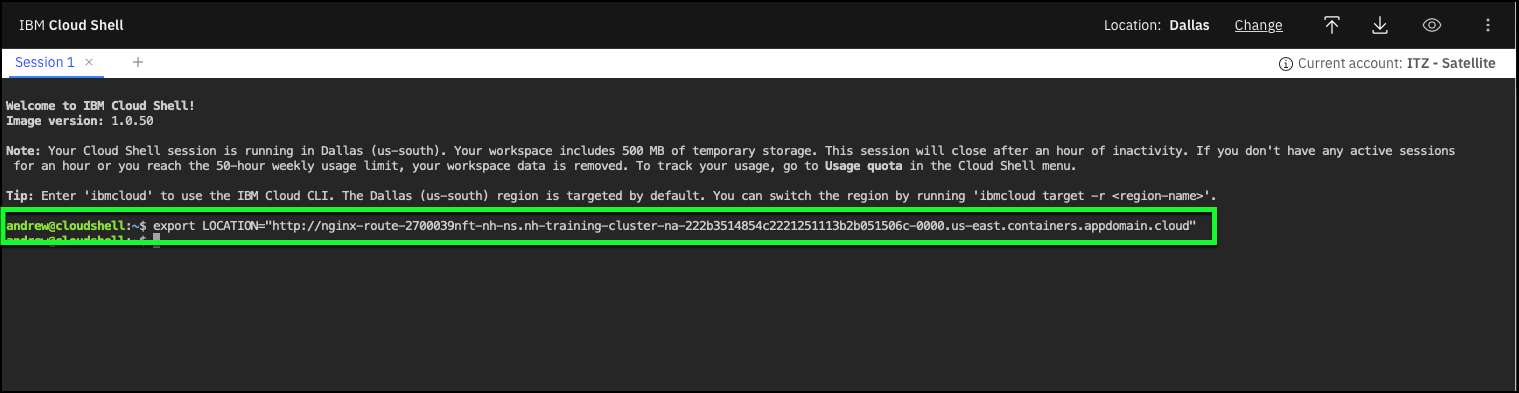 IBM Cloud Shell
Location: Dallas Change
Session 1 × +
Current account: ITZ - Satellite
Welcome to IBM Cloud Shell!
Image version: 1.0.50
Note: Your Cloud Shell session is running in Dallas (us-south). Your workspace includes 500 MB of temporary storage. This session will close after an hour of inactivity. If you don't have any active sessions
for an hour or you reach the 50-hour weekly usage limit, your workspace data is removed. To track your usage, go to Usage quota in the Cloud Shell menu.
Tip: Enter 'ibmcloud' to use the IBM Cloud CLI. The Dallas (us-south) region is targeted by default. You can switch the region by running 'ibmcloud target -r <region-name>'.
andrew@cloudshell:~$ export LOCATION="http://nginx-route-2700039nft-nh-ns.nh-training-cluster-na-222b3514854c2221251113b2b051506c-0000.us-east.containers.appdomain.cloud"
andrew@cloudshell:~$